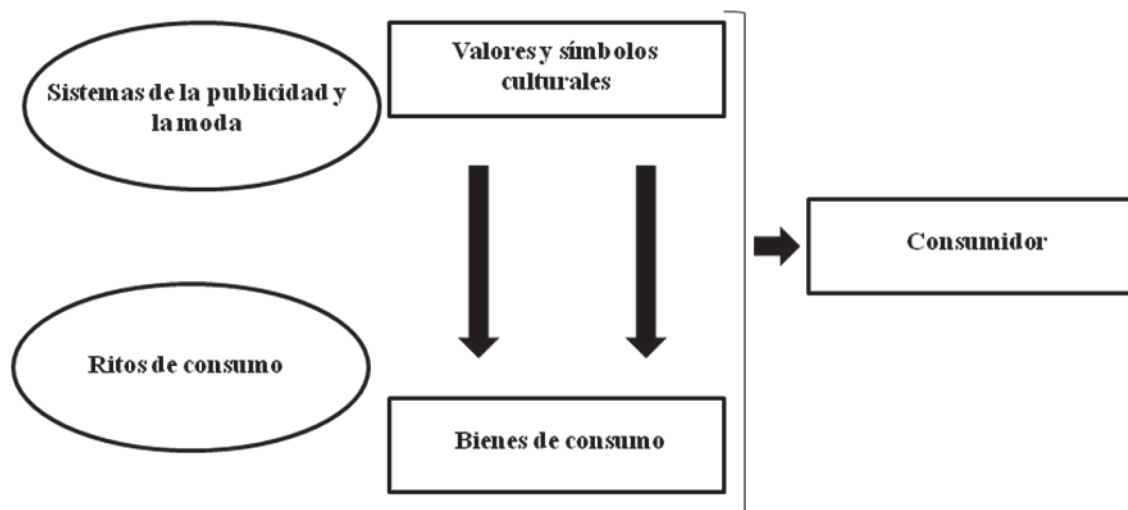 Sistemas de la publicidad y
la moda
Valores y símbolos
culturales
Consumidor
Ritos de consumo
Bienes de consumo